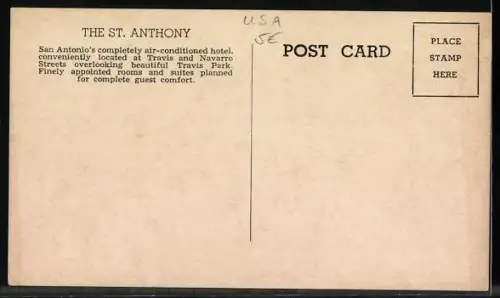 THE ST. ANTHONY
San Antonio's completely air-conditioned hotel.
conveniently located at Travis and Navarro
Streets overlooking beautiful Travis Park.
Finely appointed rooms and suites planned
for complete guest comfort.
USA
5€
POST CARD
PLACE
STAMP
HERE